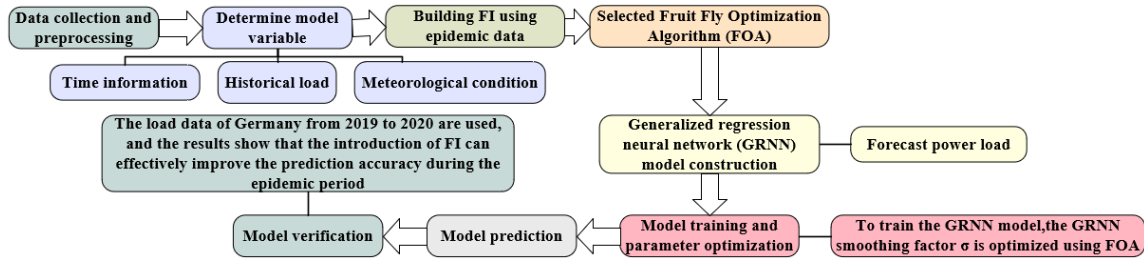 Data collection and
preprocessing
Determine model
variable
Building FI using
epidemic data
Selected Fruit Fly Optimization
Algorithm (FOA)
Time information
Historical load
Meteorological condition
The load data of Germany from 2019 to 2020 are used,
and the results show that the introduction of FI can
effectively improve the prediction accuracy during the
epidemic period
Generalized regression
neural network (GRNN)
model construction
Forecast power load
Model verification
Model prediction
Model training and
parameter optimization
To train the GRNN model,the GRNN
smoothing factor σ is optimized using FOA